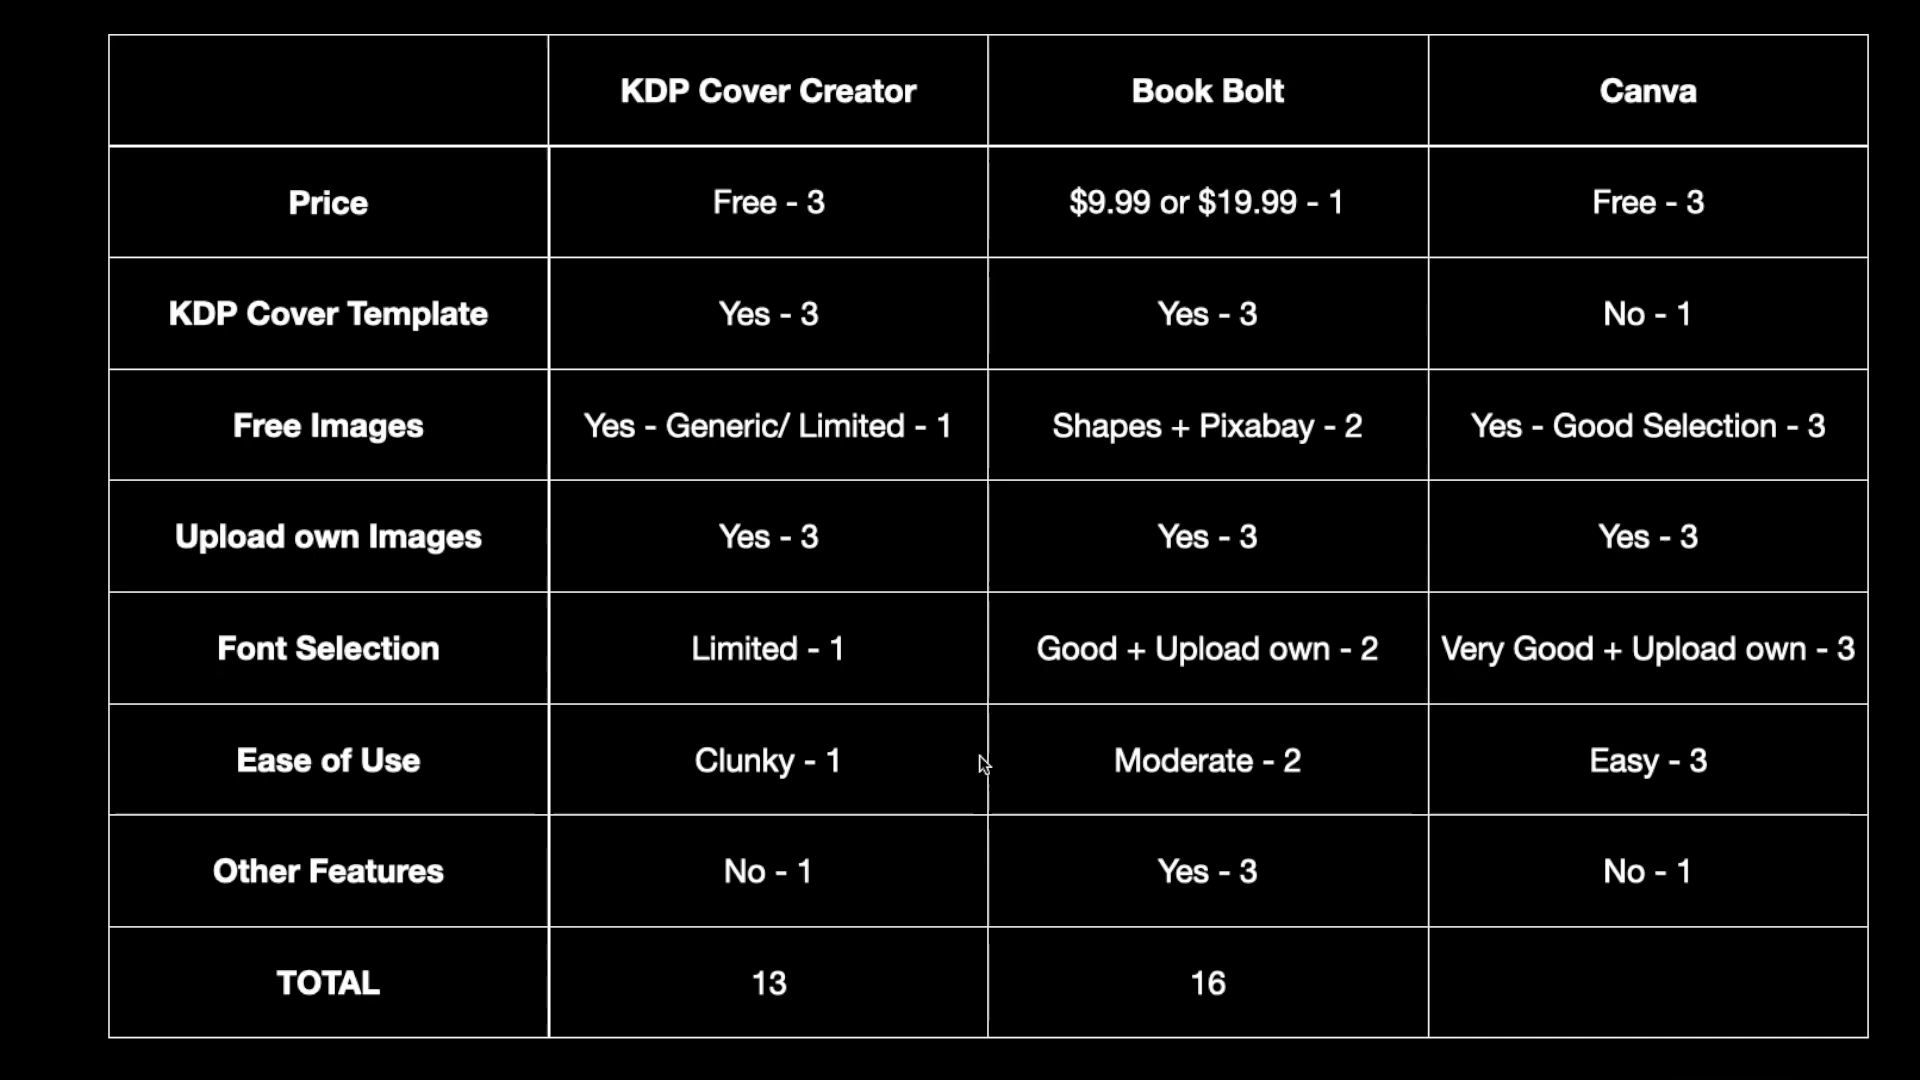 KDP Cover Creator Book Bolt Canva
Price Free - 3 $9.99 or $19.99 - 1 Free - 3
KDP Cover Template Yes - 3 Yes - 3 No - 1
Free Images Yes - Generic/ Limited - 1 Shapes + Pixabay - 2 Yes - Good Selection - 3
Upload own Images Yes - 3 Yes - 3 Yes - 3
Font Selection Limited - 1 Good + Upload own - 2 Very Good + Upload own - 3
Ease of Use Clunky - 1 Moderate - 2 Easy - 3
Other Features No - 1 Yes - 3 No - 1
TOTAL 13 16